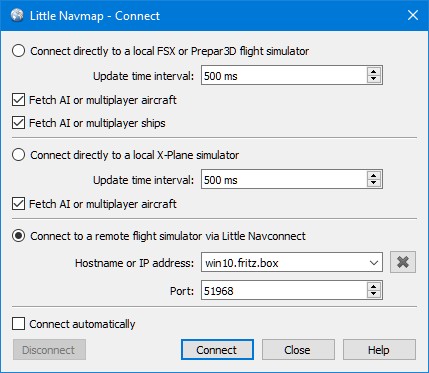 Little Navmap - Connect
Connect directly to a local FSX or Prepar3D flight simulator
Update time interval: 500 ms
Fetch AI or multiplayer aircraft
Fetch AI or multiplayer ships
Connect directly to a local X-Plane simulator
Update time interval: 500 ms
Fetch AI or multiplayer aircraft
Connect to a remote flight simulator via Little Navconnect
Hostname or IP address: win10.fritz.box
Port: 51968
Connect automatically
Disconnect Connect Close Help